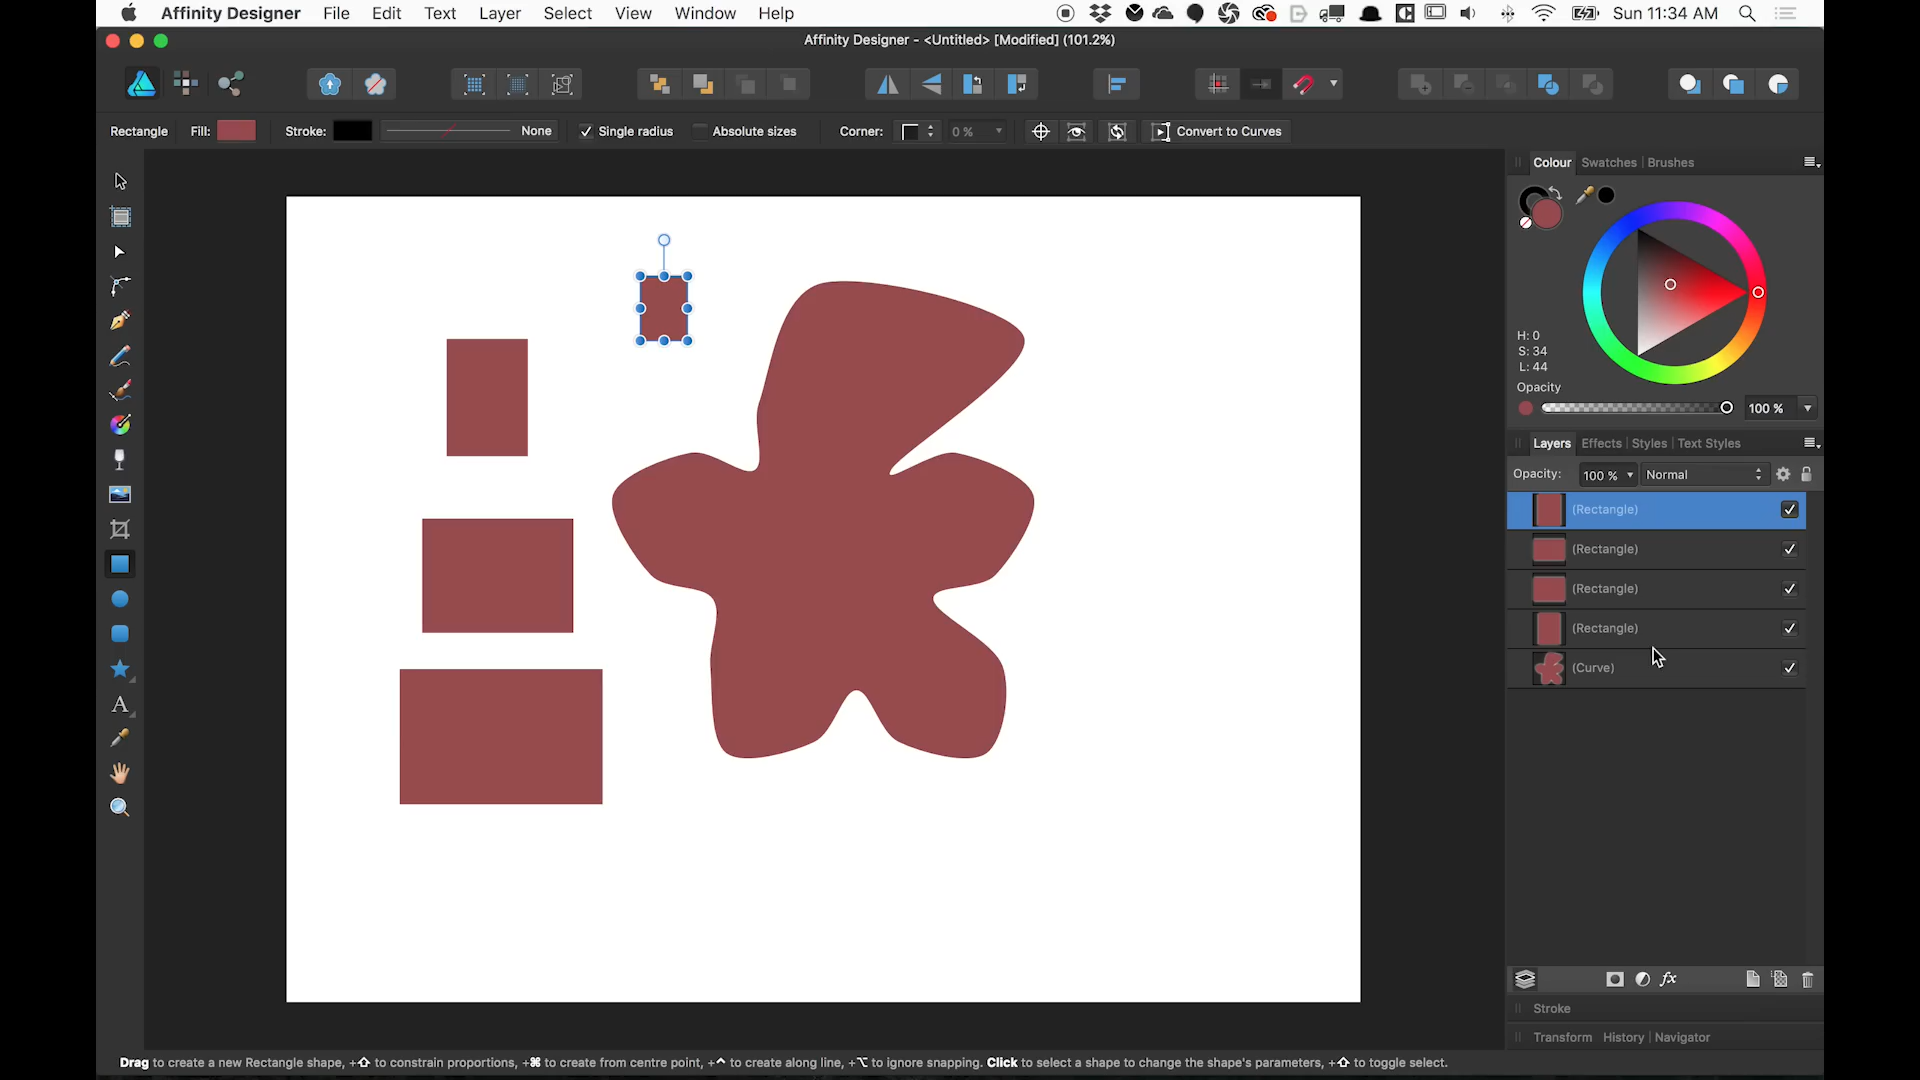 Affinity Designer File Edit Text Layer Select View Window Help Sun 11:34 AM
Affinity Designer - <Untitled> [Modified] (101.2%)
Rectangle Fill: Stroke: None Single radius Absolute sizes Corner: 0 % Convert to Curves
Colour Swatches | Brushes
H: 0
S: 34
L: 44
Opacity
100 %
Layers Effects | Styles | Text Styles
Opacity: 100 % Normal
(Rectangle)
(Rectangle)
(Rectangle)
(Rectangle)
(Curve)
fx
Stroke
Transform History | Navigator
Drag to create a new Rectangle shape, +⇧ to constrain proportions, +⌘ to create from centre point, +⌃ to create along line, +⌥ to ignore snapping. Click to select a shape to change the shape's parameters, +⇧ to toggle select.